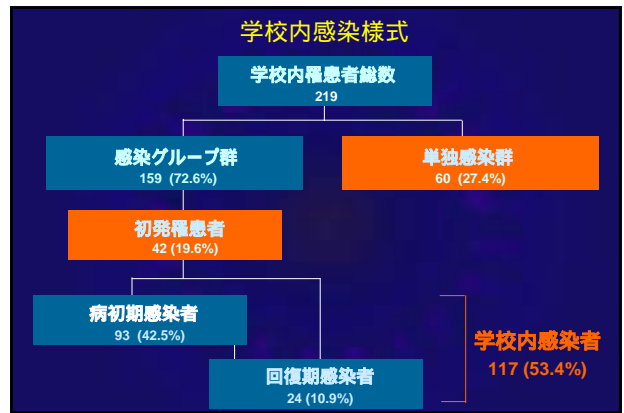 学校内感染様式
学校内罹患者総数
219
感染グループ群
159 (72.6%)
単独感染群
60 (27.4%)
初発罹患者
42 (19.6%)
病初期感染者
93 (42.5%)
回復期感染者
24 (10.9%)
学校内感染者
117 (53.4%)